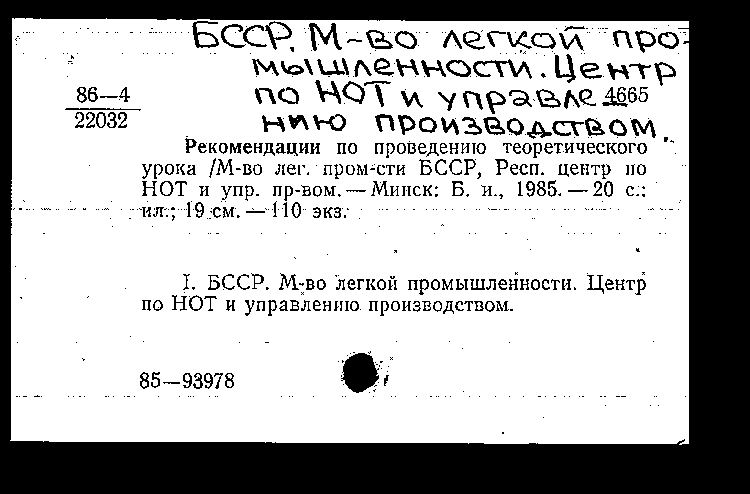 БССР. М-во легкой про-
мышленности. Центр
86—4
22032
по НОТ и управле
4665
нию производством.
Рекомендации по проведению теоретического
урока /М-во лег. пром-сти БССР, Респ. центр по
НОТ и упр. пр-вом. — Минск: Б. и., 1985. — 20 с.:
ил.; 19 см. — 110 экз.
I. БССР. М-во легкой промышленности. Центр
по НОТ и управлению производством.
85—93978